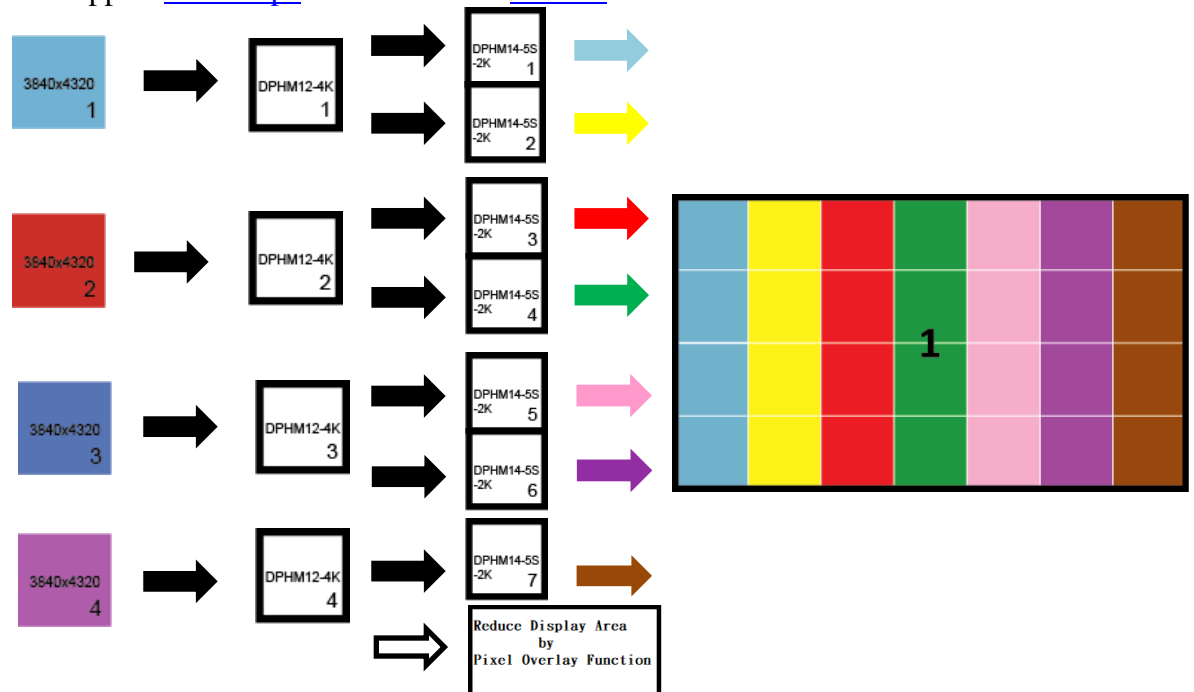 3840x4320
1
DPHM12-4K
1
DPHM14-5S
-2K
1
DPHM14-5S
-2K
2
3840x4320
2
DPHM12-4K
2
DPHM14-5S
-2K
3
DPHM14-5S
-2K
4
1
3840x4320
3
DPHM12-4K
3
DPHM14-5S
-2K
5
DPHM14-5S
-2K
6
3840x4320
4
DPHM12-4K
4
DPHM14-5S
-2K
7
Reduce Display Area
by
Pixel Overlay Function